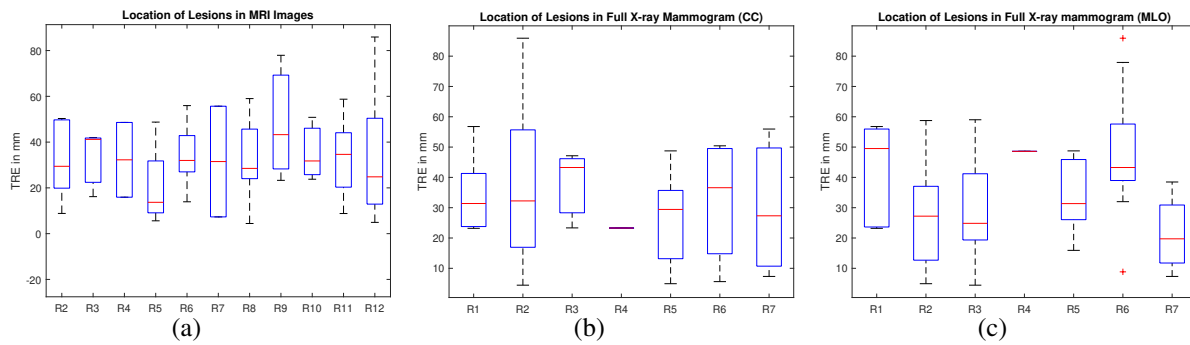 Location of Lesions in MRI Images
TRE in mm
80
60
40
20
0
-20
R2 R3 R4 R5 R6 R7 R8 R9 R10 R11 R12
(a)
Location of Lesions in Full X-ray Mammogram (CC)
TRE in mm
80
70
60
50
40
30
20
10
R1 R2 R3 R4 R5 R6 R7
(b)
Location of Lesions in Full X-ray mammogram (MLO)
TRE in mm
80
70
60
50
40
30
20
10
R1 R2 R3 R4 R5 R6 R7
(c)